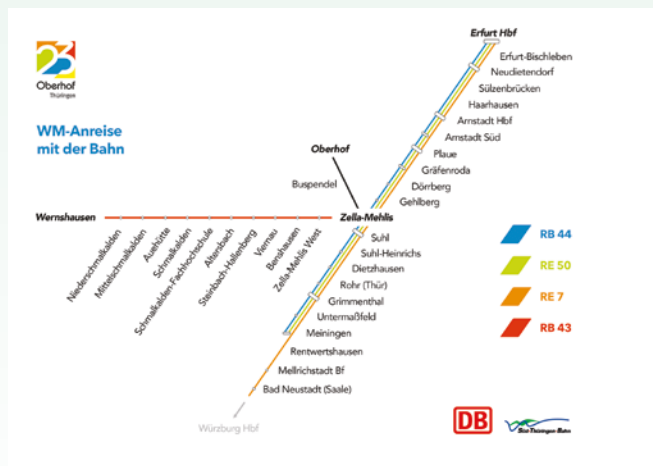 23
Oberhof
Thüringen
WM-Anreise
mit der Bahn
Erfurt Hbf
Erfurt-Bischleben
Neudietendorf
Sülzenbrücken
Haarhausen
Arnstadt Hbf
Arnstadt Süd
Plaue
Gräfenroda
Dörrberg
Gehlberg
Oberhof
Buspendel
Wernshausen
Zella-Mehlis
Niederschmalkalden
Mittelschmalkalden
Auehütte
Schmalkalden
Schmalkalden-Fachhochschule
Altersbach
Steinbach-Hallenberg
Viernau
Benshausen
Zella-Mehlis West
Suhl
Suhl-Heinrichs
Dietzhausen
Rohr (Thür)
Grimmenthal
Untermaßfeld
Meiningen
Rentwertshausen
Mellrichstadt Bf
Bad Neustadt (Saale)
Würzburg Hbf
RB 44
RE 50
RE 7
RB 43
DB
Süd-Thüringen-Bahn